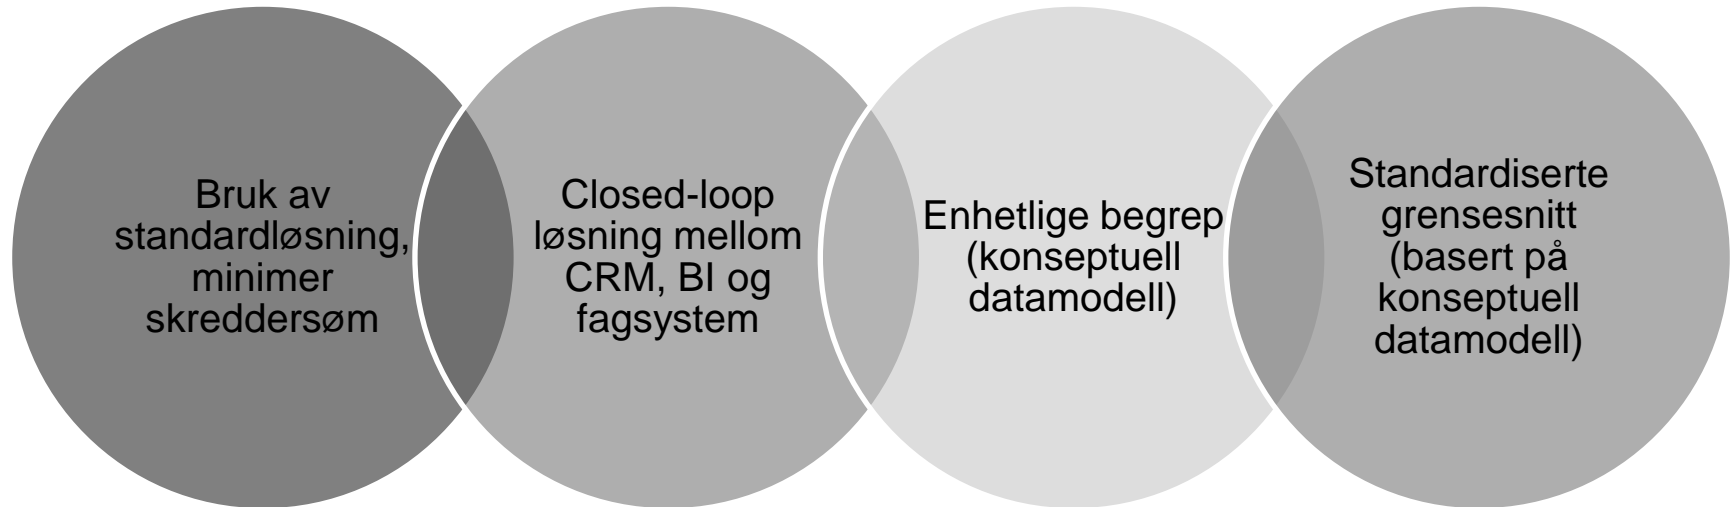 Bruk av
standardløsning,
minimer
skreddersøm
Closed-loop
løsning mellom
CRM, BI og
fagsystem
Enhetlige begrep
(konseptuell
datamodell)
Standardiserte
grensesnitt
(basert på
konseptuell
datamodell)